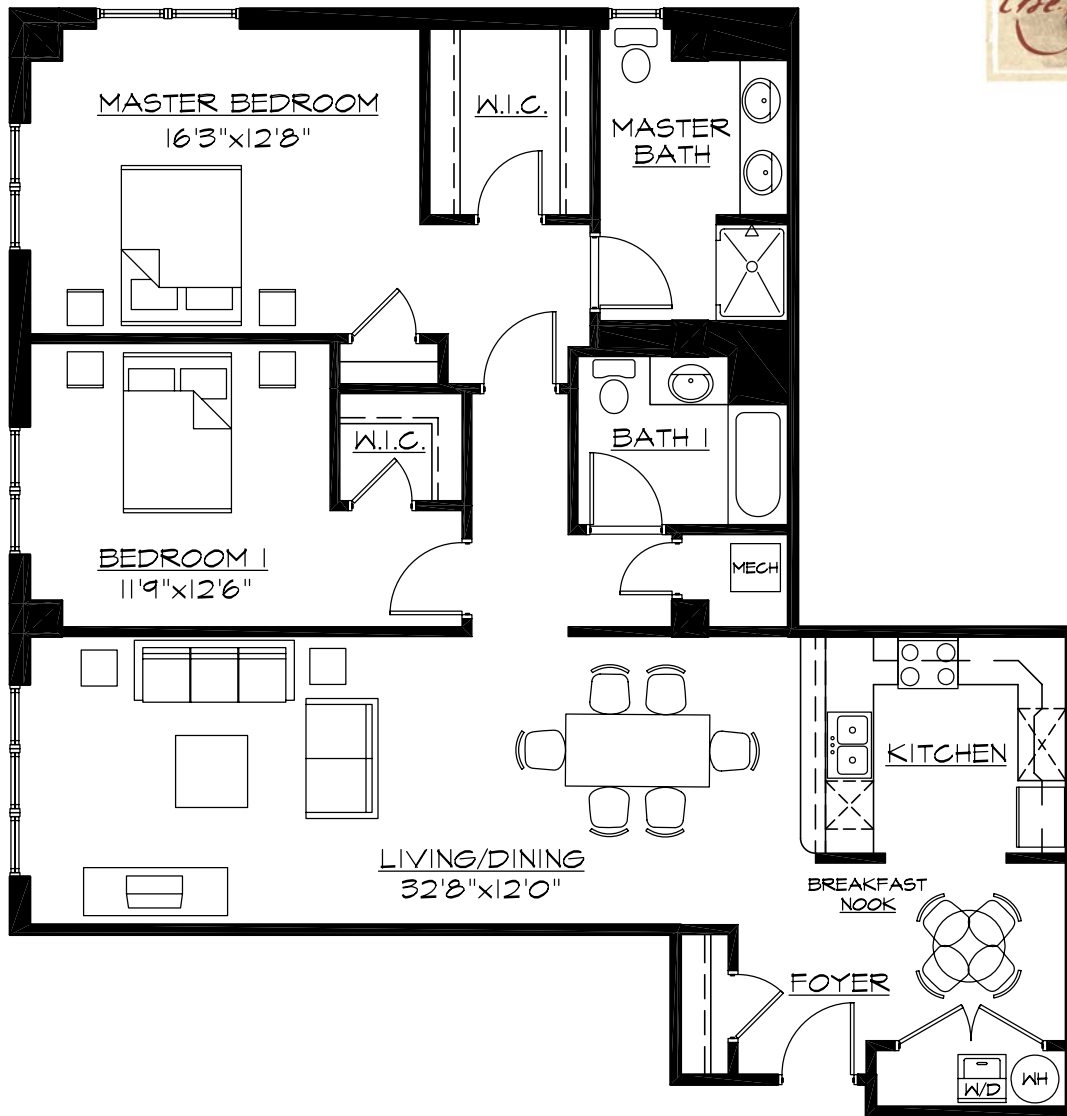 MASTER BEDROOM
16'3"x12'8"
W.I.C.
MASTER
BATH
W.I.C.
BATH 1
BEDROOM 1
11'9"x12'6"
MECH
KITCHEN
LIVING/DINING
32'8"x12'0"
BREAKFAST
NOOK
FOYER
W/D
WH